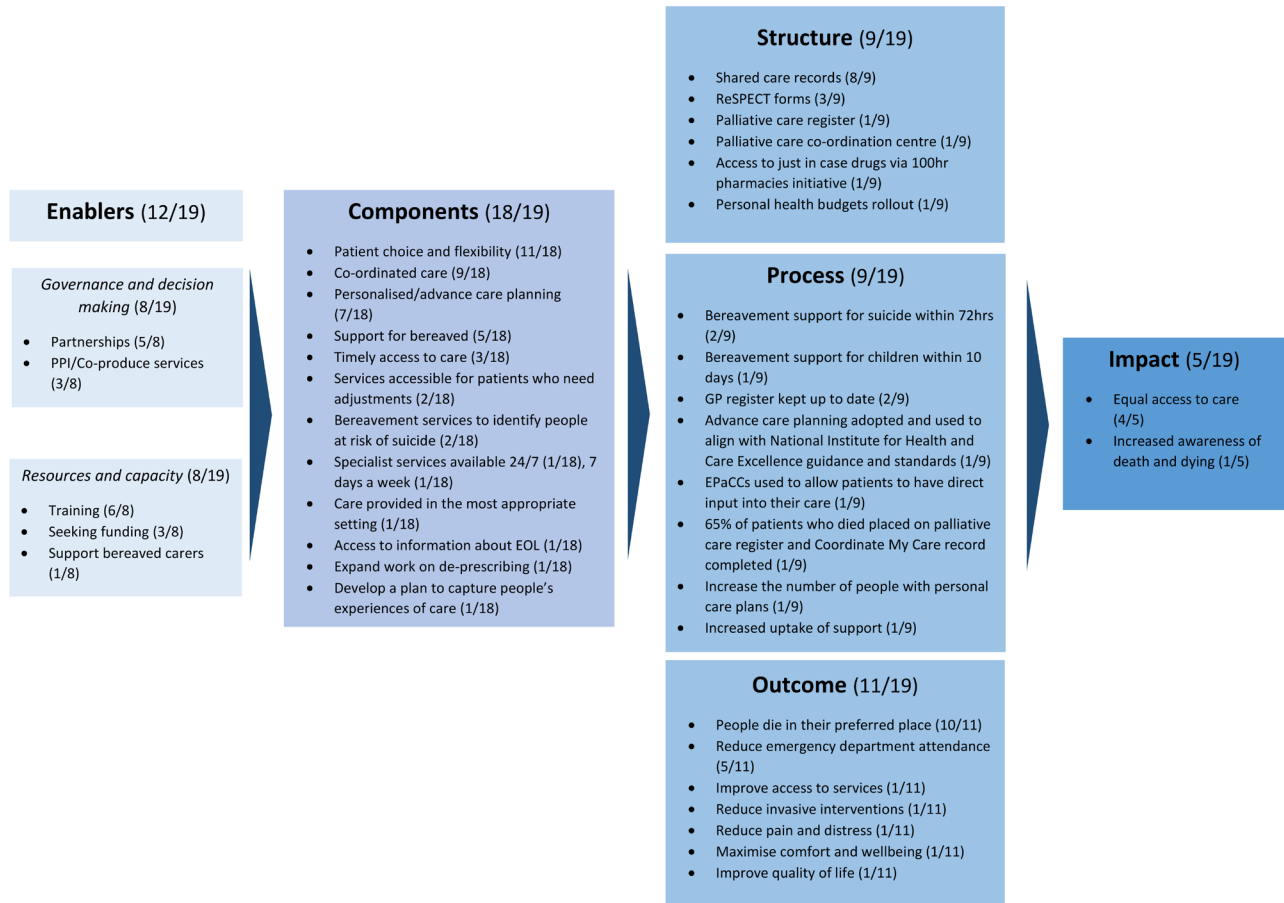 Enablers (12/19)
Governance and decision
making (8/19)
• Partnerships (5/8)
• PPI/Co-produce services
(3/8)
Resources and capacity (8/19)
• Training (6/8)
• Seeking funding (3/8)
• Support bereaved carers
(1/8)
Components (18/19)
• Patient choice and flexibility (11/18)
• Co-ordinated care (9/18)
• Personalised/advance care planning
(7/18)
• Support for bereaved (5/18)
• Timely access to care (3/18)
• Services accessible for patients who need
adjustments (2/18)
• Bereavement services to identify people
at risk of suicide (2/18)
• Specialist services available 24/7 (1/18), 7
days a week (1/18)
• Care provided in the most appropriate
setting (1/18)
• Access to information about EOL (1/18)
• Expand work on de-prescribing (1/18)
• Develop a plan to capture people’s
experiences of care (1/18)
Structure (9/19)
• Shared care records (8/9)
• ReSPECT forms (3/9)
• Palliative care register (1/9)
• Palliative care co-ordination centre (1/9)
• Access to just in case drugs via 100hr
pharmacies initiative (1/9)
• Personal health budgets rollout (1/9)
Process (9/19)
• Bereavement support for suicide within 72hrs
(2/9)
• Bereavement support for children within 10
days (1/9)
• GP register kept up to date (2/9)
• Advance care planning adopted and used to
align with National Institute for Health and
Care Excellence guidance and standards (1/9)
• EPaCCs used to allow patients to have direct
input into their care (1/9)
• 65% of patients who died placed on palliative
care register and Coordinate My Care record
completed (1/9)
• Increase the number of people with personal
care plans (1/9)
• Increased uptake of support (1/9)
Outcome (11/19)
• People die in their preferred place (10/11)
• Reduce emergency department attendance
(5/11)
• Improve access to services (1/11)
• Reduce invasive interventions (1/11)
• Reduce pain and distress (1/11)
• Maximise comfort and wellbeing (1/11)
• Improve quality of life (1/11)
Impact (5/19)
• Equal access to care
(4/5)
• Increased awareness of
death and dying (1/5)